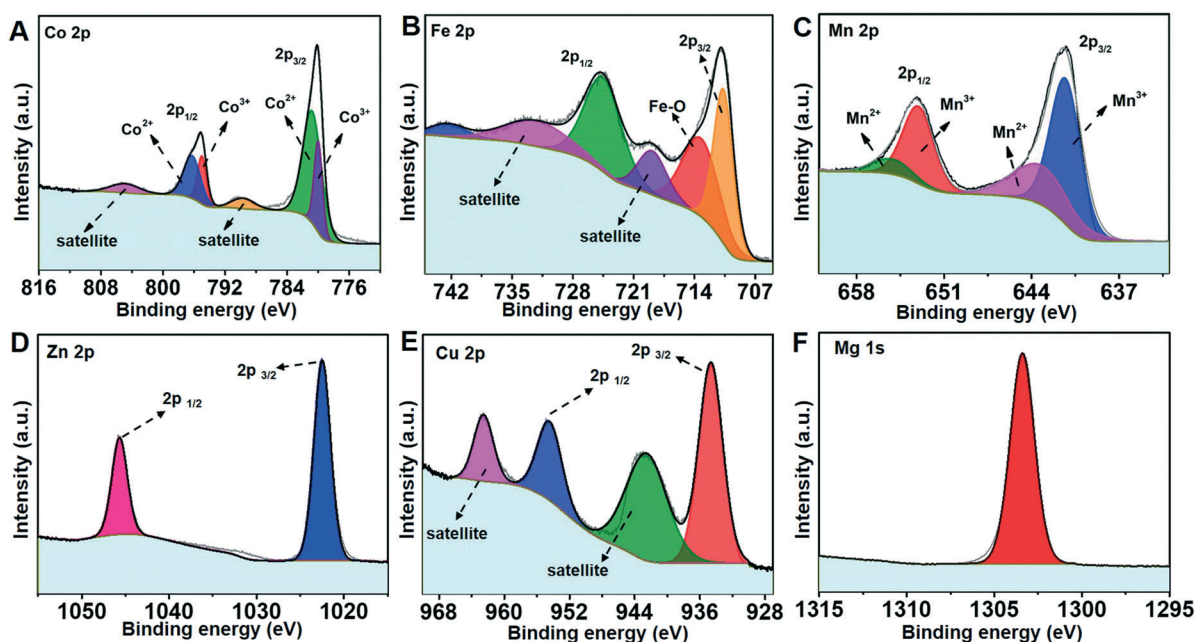 A
Co 2p
2p3/2
Co2+
Co3+
2p1/2
Co3+
Co2+
satellite
satellite
Intensity (a.u.)
816 808 800 792 784 776
Binding energy (eV)
B
Fe 2p
2p3/2
2p1/2
Fe-O
satellite
satellite
Intensity (a.u.)
742 735 728 721 714 707
Binding energy (eV)
C
Mn 2p
2p3/2
2p1/2
Mn3+
Mn2+
Mn3+
Mn2+
Intensity (a.u.)
658 651 644 637
Binding energy (eV)
D
Zn 2p
2p 3/2
2p 1/2
Intensity (a.u.)
1050 1040 1030 1020
Binding energy (eV)
E
Cu 2p
2p 3/2
2p 1/2
satellite
satellite
Intensity (a.u.)
968 960 952 944 936 928
Binding energy (eV)
F
Mg 1s
Intensity (a.u.)
1315 1310 1305 1300 1295
Binding energy (eV)